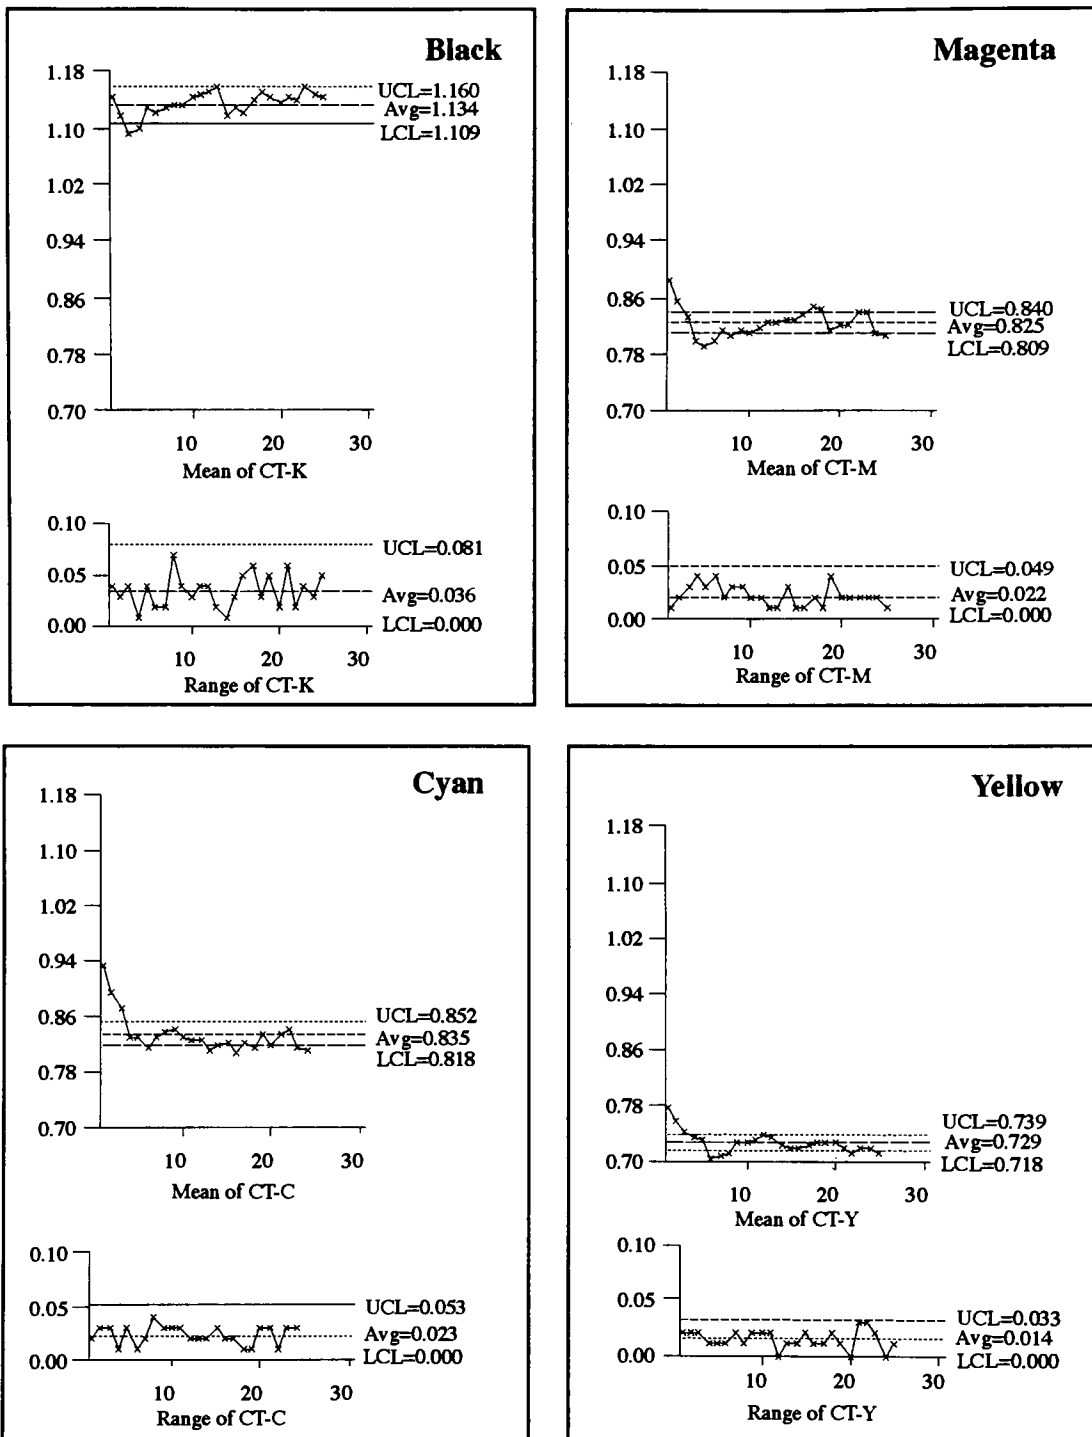 Black
1.18
1.10
1.02
0.94
0.86
0.78
0.70
UCL=1.160
Avg=1.134
LCL=1.109
10 20 30
Mean of CT-K
0.10
0.05
0.00
UCL=0.081
Avg=0.036
LCL=0.000
10 20 30
Range of CT-K
Magenta
1.18
1.10
1.02
0.94
0.86
0.78
0.70
UCL=0.840
Avg=0.825
LCL=0.809
10 20 30
Mean of CT-M
0.10
0.05
0.00
UCL=0.049
Avg=0.022
LCL=0.000
10 20 30
Range of CT-M
Cyan
1.18
1.10
1.02
0.94
0.86
0.78
0.70
UCL=0.852
Avg=0.835
LCL=0.818
10 20 30
Mean of CT-C
0.10
0.05
0.00
UCL=0.053
Avg=0.023
LCL=0.000
10 20 30
Range of CT-C
Yellow
1.18
1.10
1.02
0.94
0.86
0.78
0.70
UCL=0.739
Avg=0.729
LCL=0.718
10 20 30
Mean of CT-Y
0.10
0.05
0.00
UCL=0.033
Avg=0.014
LCL=0.000
10 20 30
Range of CT-Y